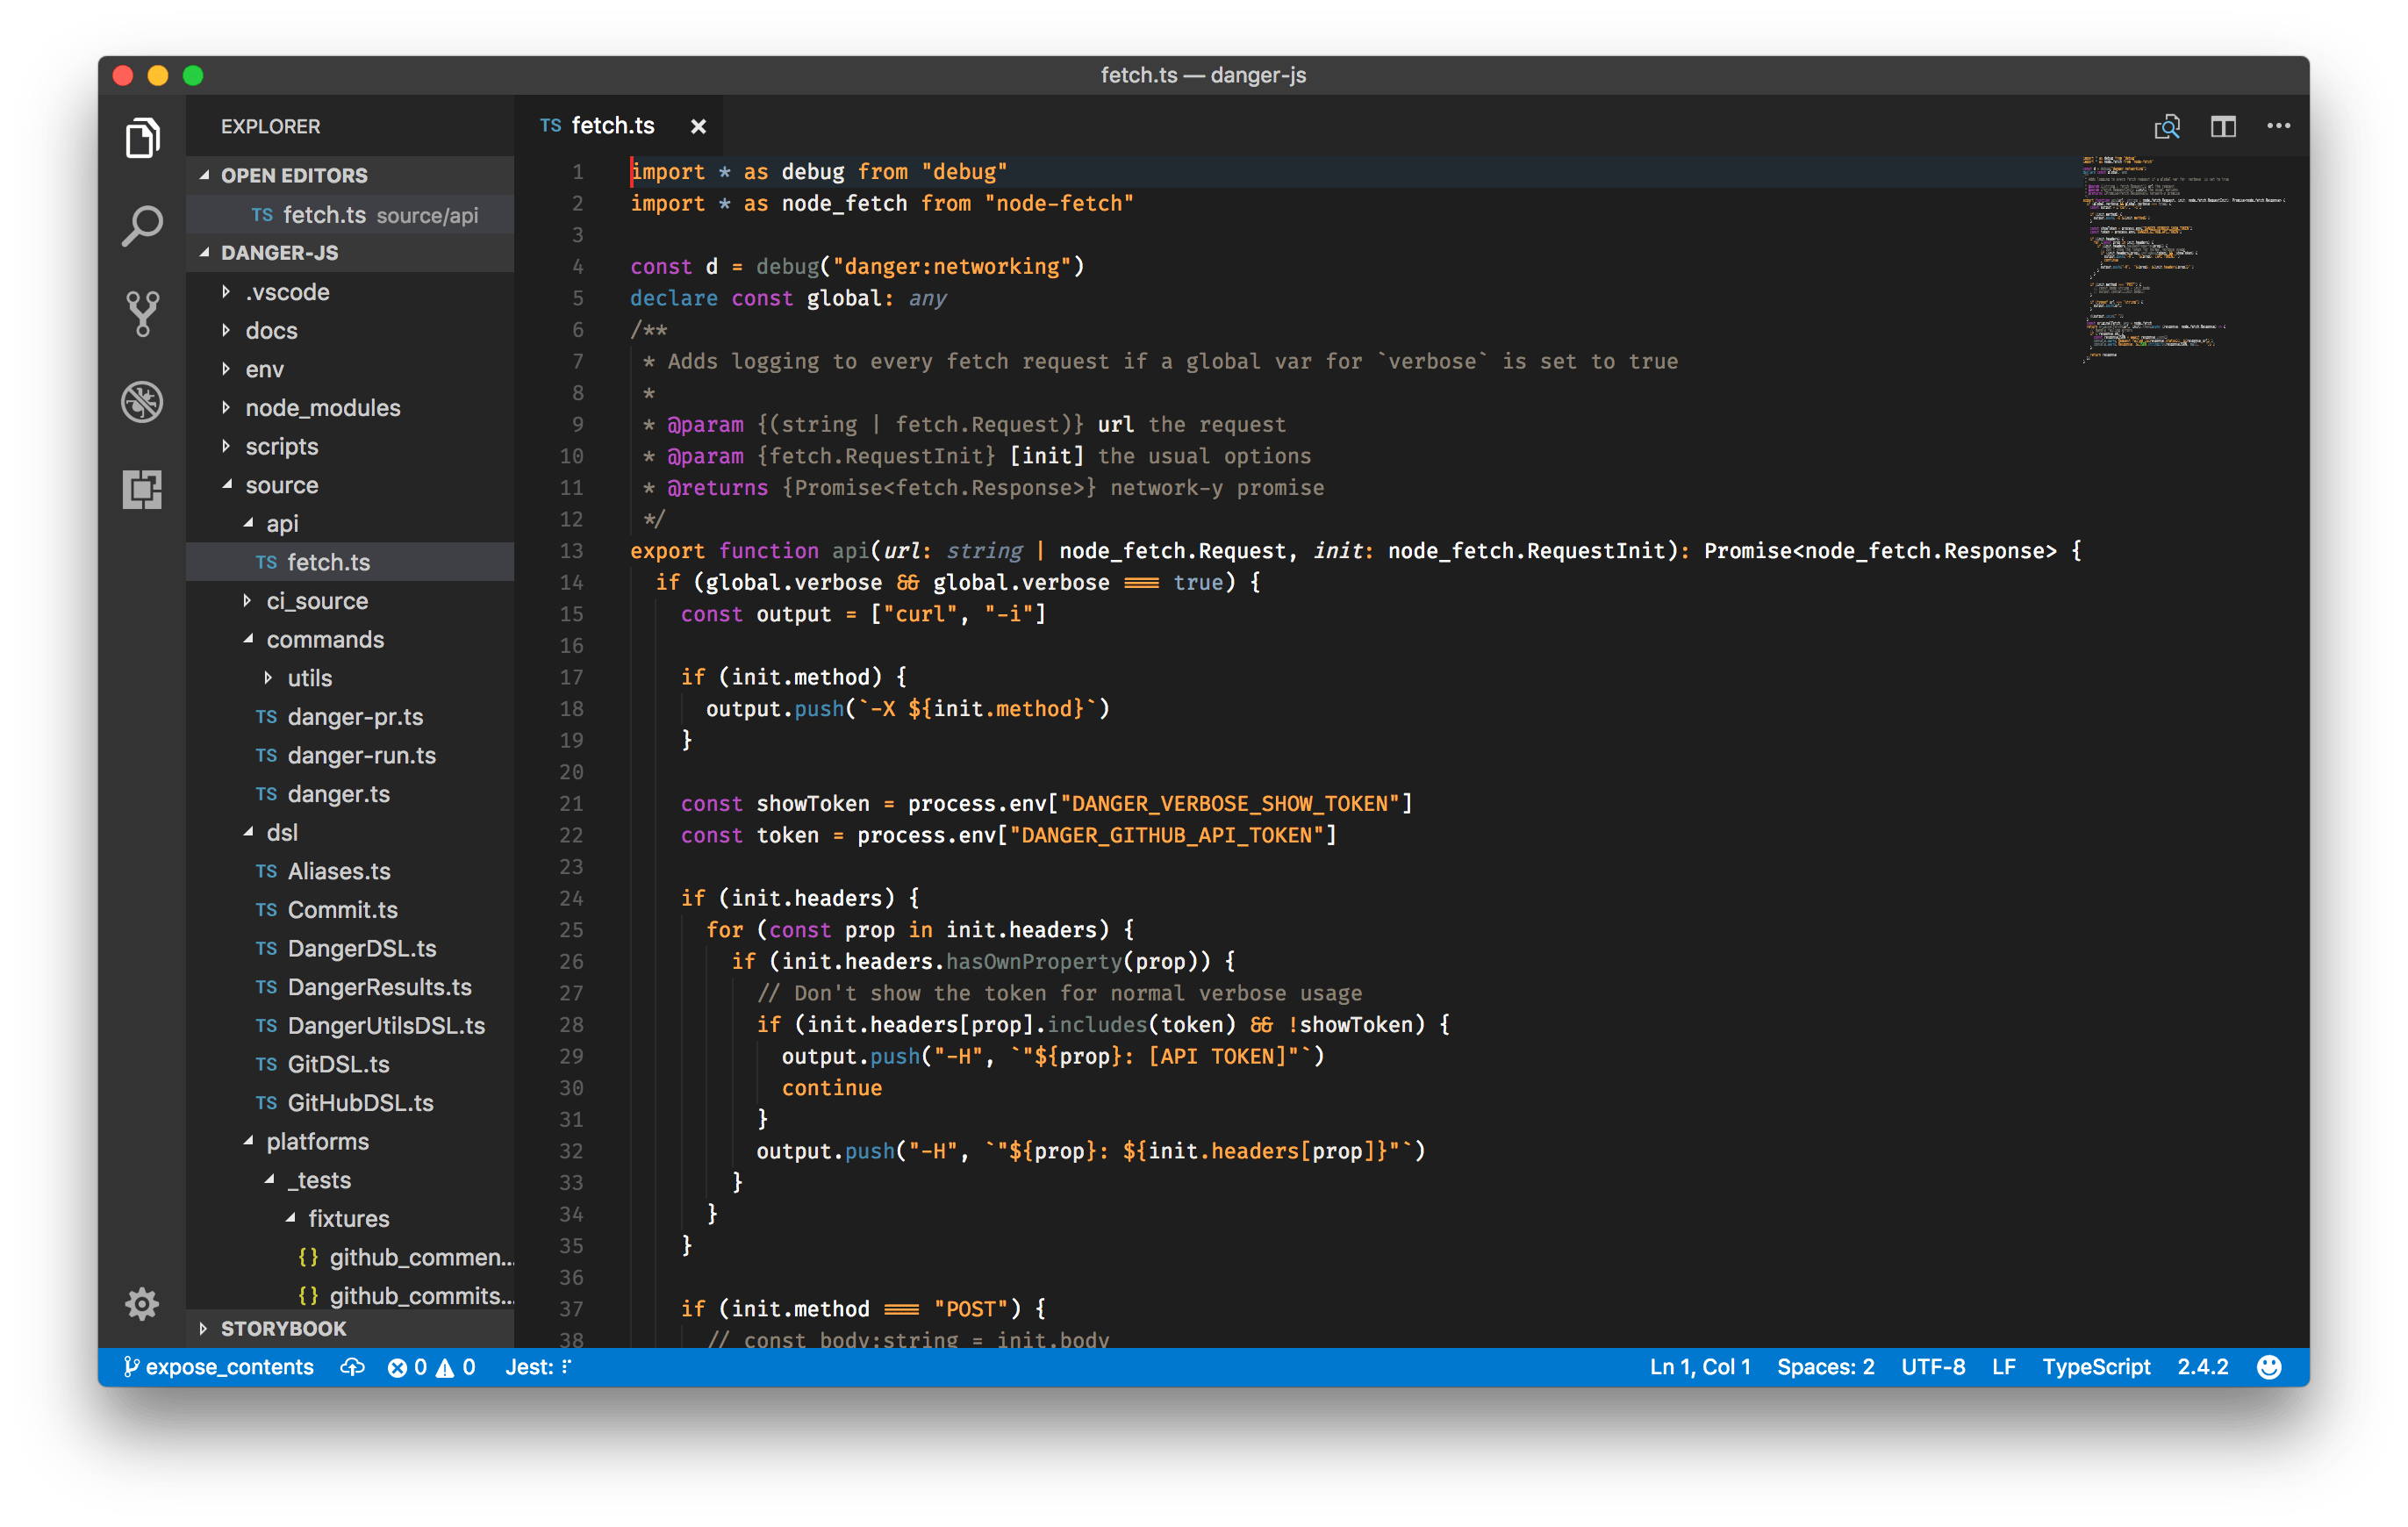 fetch.ts — danger-js
EXPLORER
OPEN EDITORS
TS fetch.ts source/api
DANGER-JS
.vscode
docs
env
node_modules
scripts
source
api
TS fetch.ts
ci_source
commands
utils
TS danger-pr.ts
TS danger-run.ts
TS danger.ts
dsl
TS Aliases.ts
TS Commit.ts
TS DangerDSL.ts
TS DangerResults.ts
TS DangerUtilsDSL.ts
TS GitDSL.ts
TS GitHubDSL.ts
platforms
_tests
fixtures
{} github_commen...
{} github_commits...
STORYBOOK
TS fetch.ts ×
1 import * as debug from "debug"
2 import * as node_fetch from "node-fetch"
3
4 const d = debug("danger:networking")
5 declare const global: any
6 /**
7  * Adds logging to every fetch request if a global var for `verbose` is set to true
8  *
9  * @param {(string | fetch.Request)} url the request
10  * @param {fetch.RequestInit} [init] the usual options
11  * @returns {Promise<fetch.Response>} network-y promise
12  */
13 export function api(url: string | node_fetch.Request, init: node_fetch.RequestInit): Promise<node_fetch.Response> {
14   if (global.verbose && global.verbose === true) {
15     const output = ["curl", "-i"]
16
17     if (init.method) {
18       output.push(`-X ${init.method}`)
19     }
20
21     const showToken = process.env["DANGER_VERBOSE_SHOW_TOKEN"]
22     const token = process.env["DANGER_GITHUB_API_TOKEN"]
23
24     if (init.headers) {
25       for (const prop in init.headers) {
26         if (init.headers.hasOwnProperty(prop)) {
27           // Don't show the token for normal verbose usage
28           if (init.headers[prop].includes(token) && !showToken) {
29             output.push("-H", `"${prop}: [API TOKEN]"`)
30             continue
31           }
32           output.push("-H", `"${prop}: ${init.headers[prop]}"`)
33         }
34       }
35     }
36
37     if (init.method === "POST") {
38       // const body:string = init.body
expose_contents 0 0 Jest:
Ln 1, Col 1 Spaces: 2 UTF-8 LF TypeScript 2.4.2